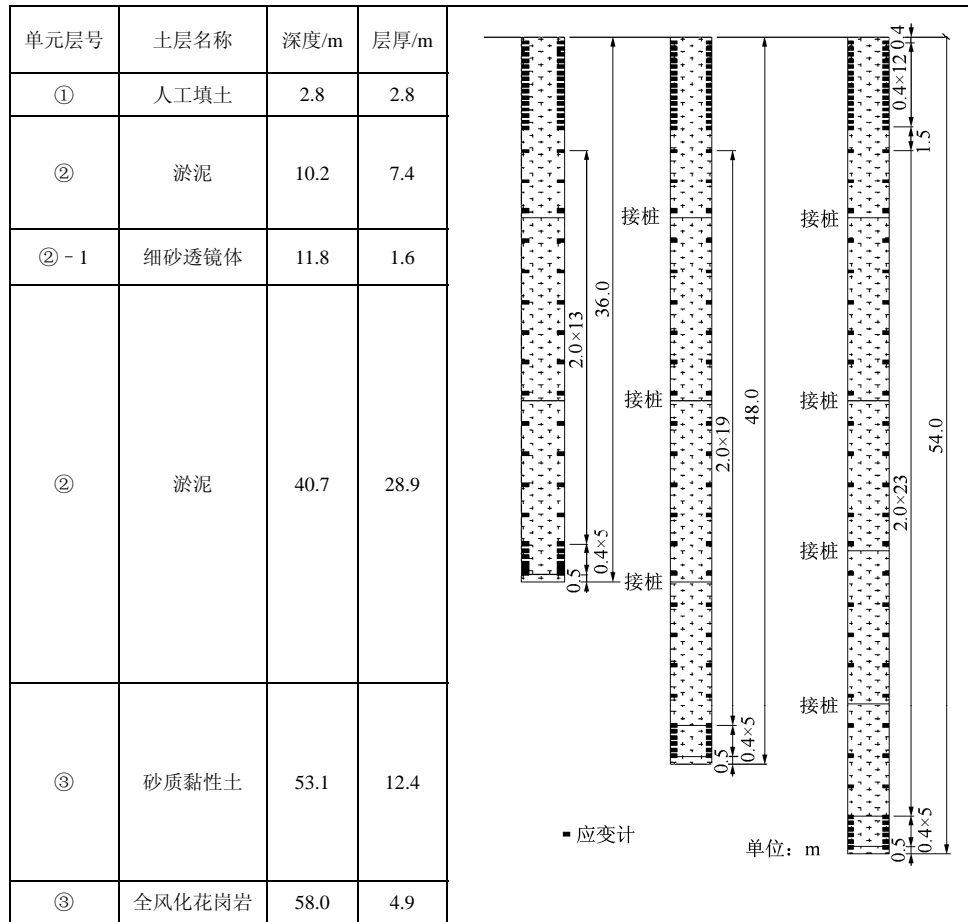 单元层号 土层名称 深度/m 层厚/m
① 人工填土 2.8 2.8
② 淤泥 10.2 7.4
②-1 细砂透镜体 11.8 1.6
② 淤泥 40.7 28.9
③ 砂质黏性土 53.1 12.4
③ 全风化花岗岩 58.0 4.9
2.0×13
36.0
0.4×5
0.5
接桩
接桩
接桩
2.0×19
48.0
0.4×5
0.5
接桩
接桩
接桩
接桩
0.4
0.4×12
1.5
2.0×23
54.0
0.4×5
0.5
应变计
单位：m